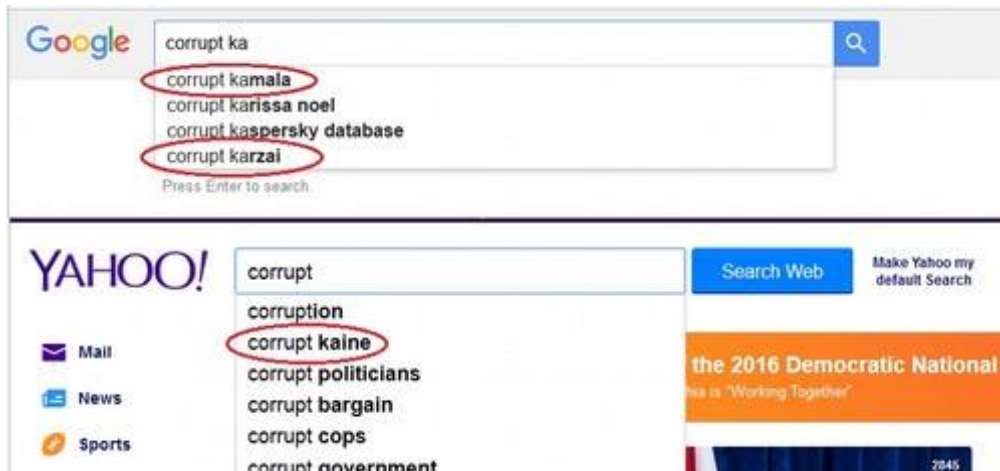 Google
corrupt ka
corrupt kamala
corrupt karissa noel
corrupt kaspersky database
corrupt karzai
Press Enter to search.
YAHOO!
corrupt
Search Web
Make Yahoo my
default Search
corruption
corrupt kaine
corrupt politicians
corrupt bargain
corrupt cops
corrupt government
Mail
News
Sports
the 2016 Democratic National
is "Working Together"
2845